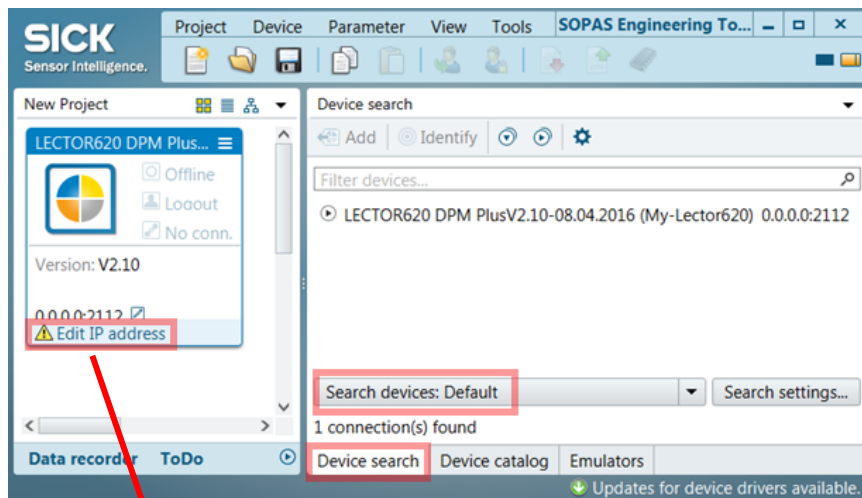 SICK
Sensor Intelligence.
Project Device Parameter View Tools SOPAS Engineering To...
New Project
LECTOR620 DPM Plus...
Offline
Logout
No conn.
Version: V2.10
0.0.0.0:2112
Edit IP address
Data recorder ToDo
Device search
Add Identify
Filter devices...
LECTOR620 DPM PlusV2.10-08.04.2016 (My-Lector620) 0.0.0.0:2112
Search devices: Default Search settings...
1 connection(s) found
Device search Device catalog Emulators
Updates for device drivers available.